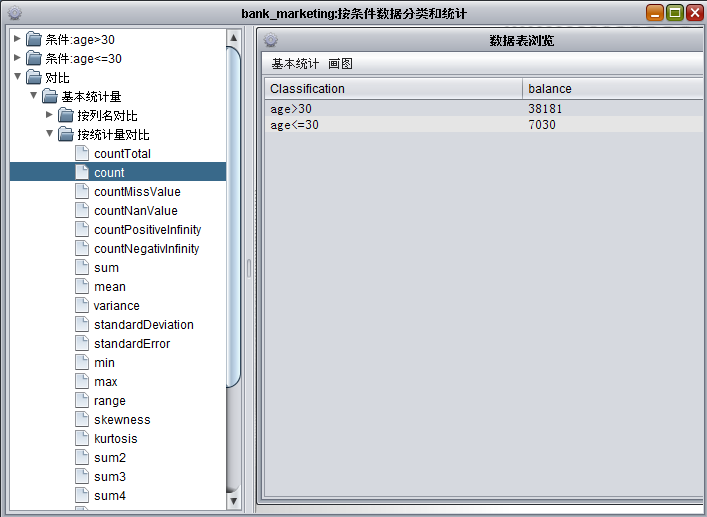 bank_marketing:按条件数据分类和统计
条件:age>30
条件:age<=30
对比
基本统计量
按列名对比
按统计量对比
countTotal
count
countMissValue
countNanValue
countPositiveInfinity
countNegativInfinity
sum
mean
variance
standardDeviation
standardError
min
max
range
skewness
kurtosis
sum2
sum3
sum4
数据表浏览
基本统计 画图
Classification balance
age>30 38181
age<=30 7030